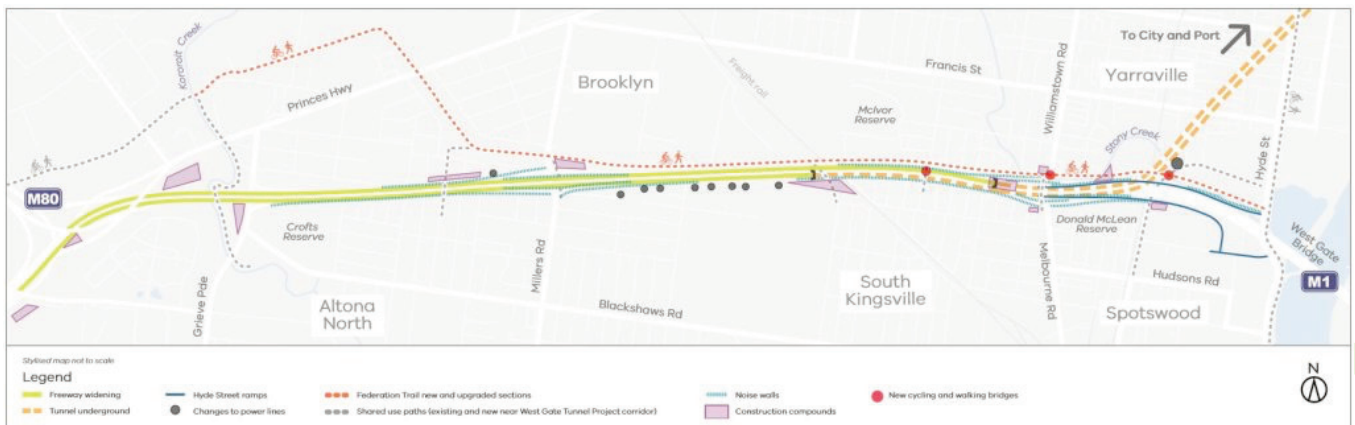 To City and Port
Kororoit Creek
Princes Hwy
Brooklyn
Freight rail
Francis St
McIvor
Reserve
Williamstown Rd
Yarraville
Stony Creek
Hyde St
M80
Crofts
Reserve
Grieve Pde
Altona
North
Millers Rd
Blackshaws Rd
South
Kingsville
Melbourne Rd
Donald McLean
Reserve
Hudsons Rd
Spotswood
West Gate
Bridge
M1
Stylised map not to scale
Legend
Freeway widening
Hyde Street ramps
Federation Trail new and upgraded sections
Noise walls
New cycling and walking bridges
Tunnel underground
Changes to power lines
Shared use paths (existing and new near West Gate Tunnel Project corridor)
Construction compounds
N